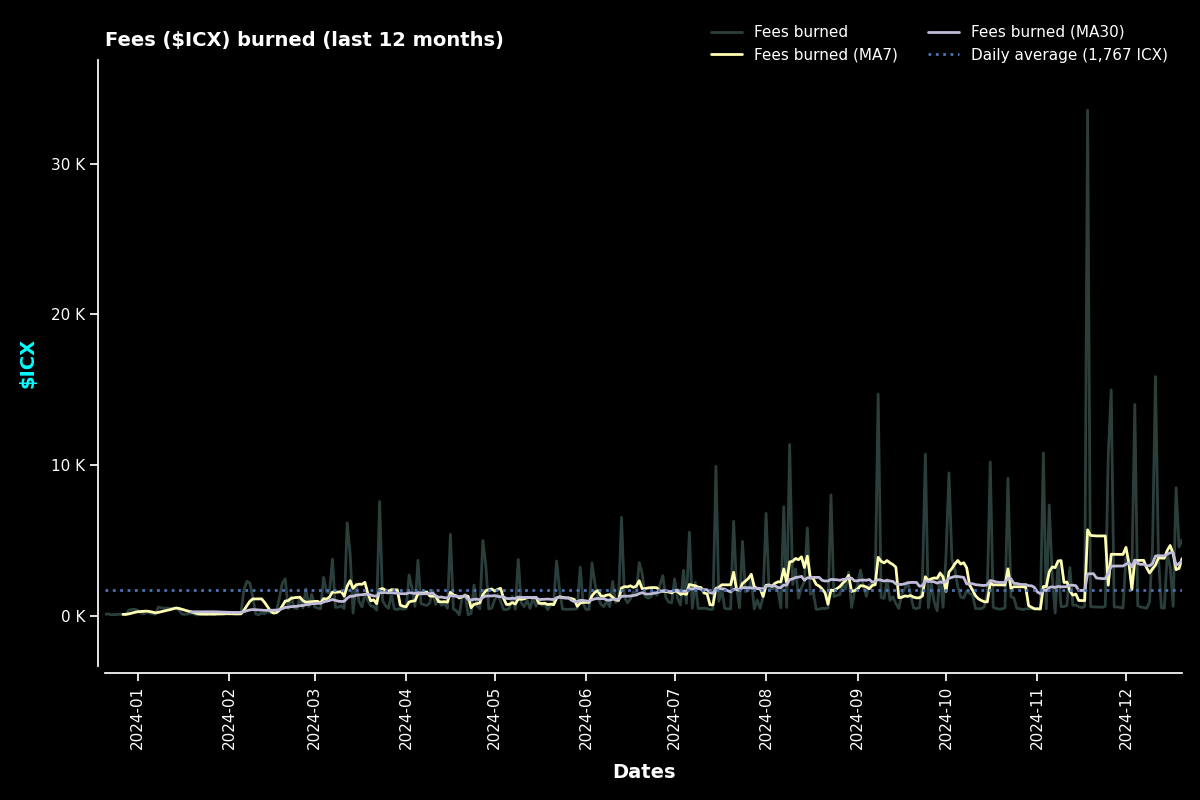 Fees ($ICX) burned (last 12 months)
Fees burned
Fees burned (MA7)
Fees burned (MA30)
Daily average (1,767 ICX)
30 K
20 K
10 K
0 K
$ICX
2024-01
2024-02
2024-03
2024-04
2024-05
2024-06
2024-07
2024-08
2024-09
2024-10
2024-11
2024-12
Dates